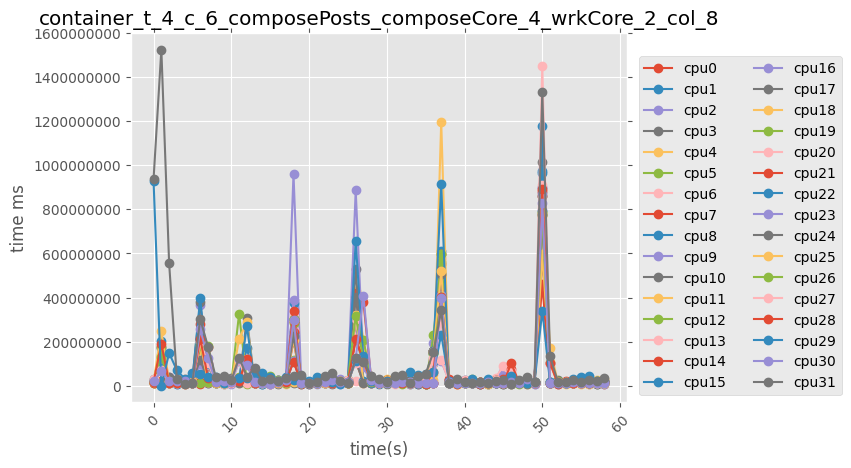 container_t_4_c_6_composePosts_composeCore_4_wrkCore_2_col_8
1600000000
1400000000
1200000000
1000000000
800000000
600000000
400000000
200000000
0
time ms
0 10 20 30 40 50 60
time(s)
cpu0 cpu16
cpu1 cpu17
cpu2 cpu18
cpu3 cpu19
cpu4 cpu20
cpu5 cpu21
cpu6 cpu22
cpu7 cpu23
cpu8 cpu24
cpu9 cpu25
cpu10 cpu26
cpu11 cpu27
cpu12 cpu28
cpu13 cpu29
cpu14 cpu30
cpu15 cpu31